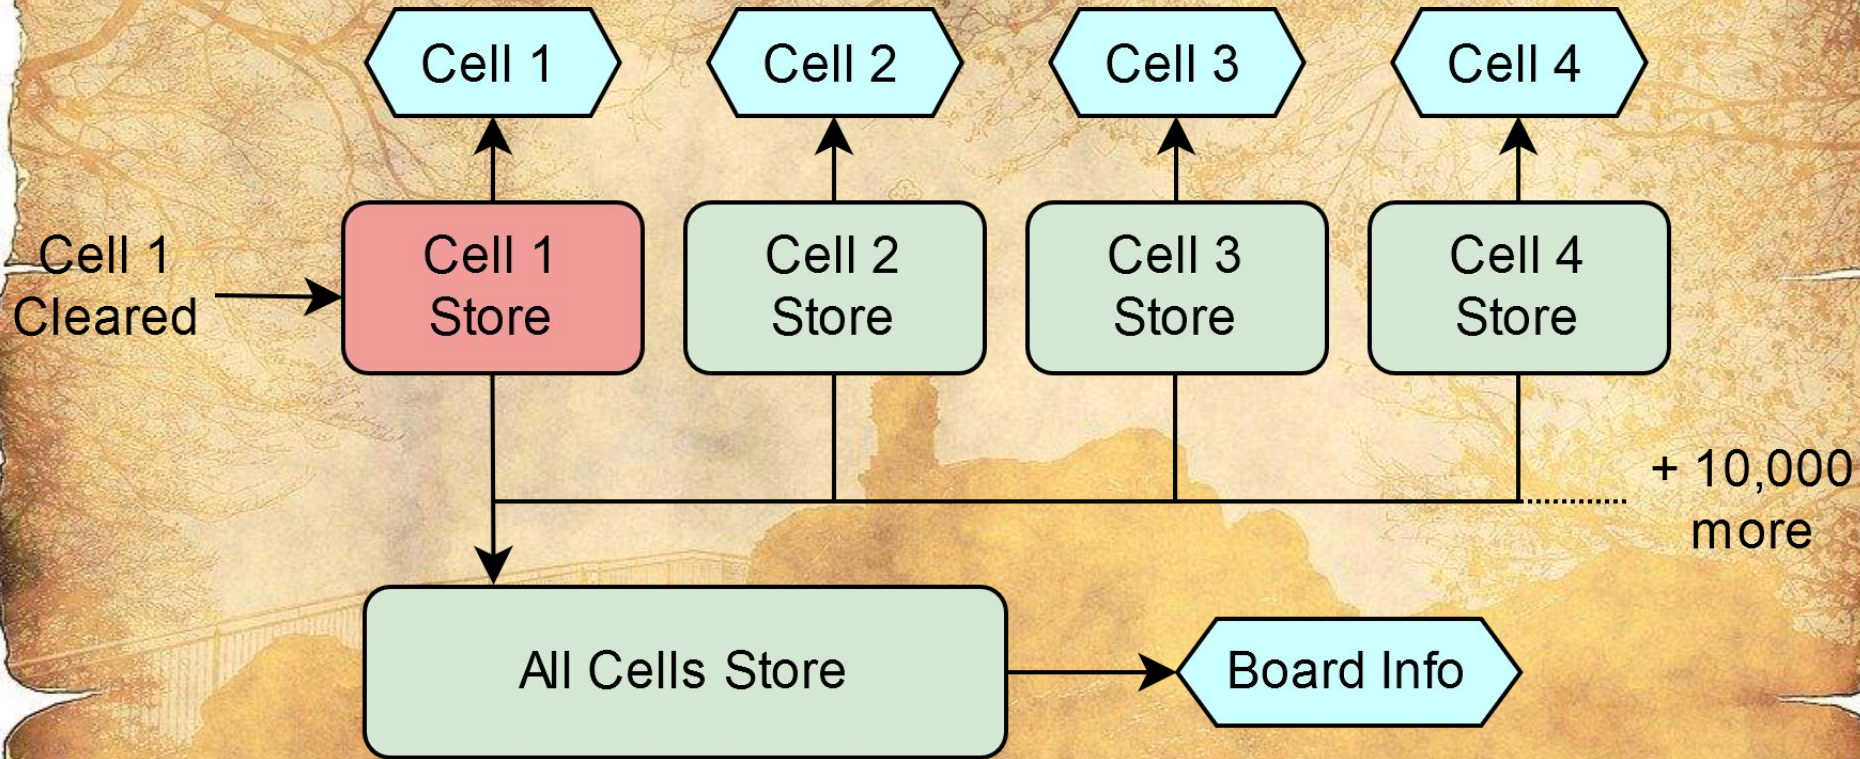 Cell 1
Cell 2
Cell 3
Cell 4
Cell 1
Cleared
Cell 1
Store
Cell 2
Store
Cell 3
Store
Cell 4
Store
+ 10,000
more
All Cells Store
Board Info